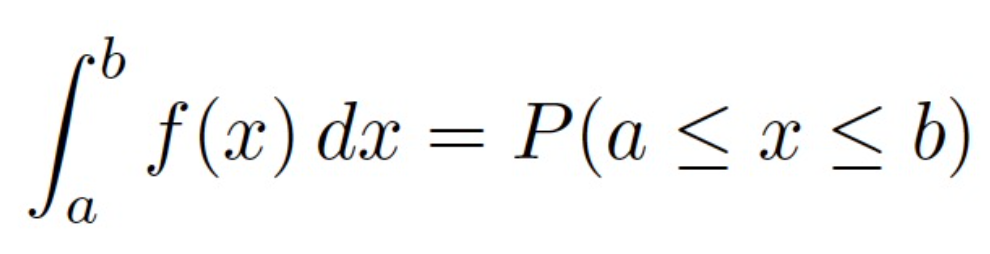 ∫_a^b f(x) dx = P(a ≤ x ≤ b)